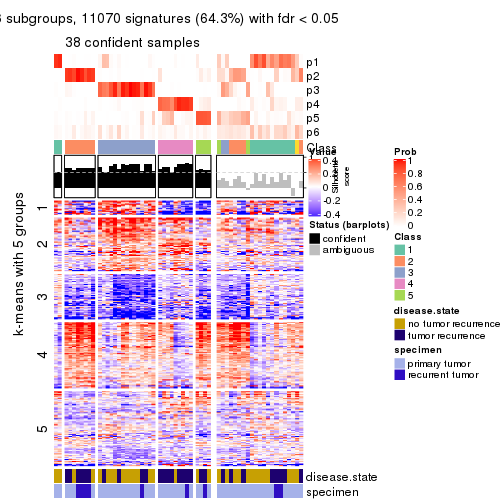 subgroups, 11070 signatures (64.3%) with fdr < 0.05
38 confident samples
p1
p2
p3
p4
p5
p6
Class
k-means with 5 groups
1
2
3
4
5
Value
0.4
0.2
0
-0.2
-0.4
Silhouette
score
Status (barplots)
confident
ambiguous
Prob
1
0.8
0.6
0.4
0.2
0
Class
1
2
3
4
5
disease.state
no tumor recurrence
tumor recurrence
specimen
primary tumor
recurrent tumor
disease.state
specimen